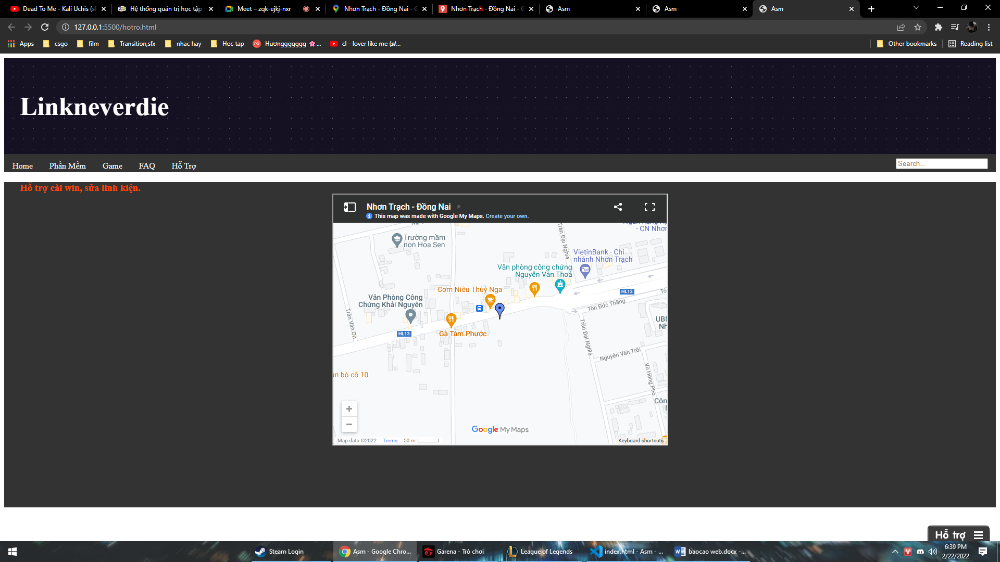 Dead To Me - Kali Uchis (sl
Hệ thống quản trị học tập
Meet – zqk-ejkj-nxr
Nhơn Trạch - Đồng Nai - G
Nhơn Trạch - Đồng Nai - G
Asm
Asm
Asm
127.0.0.1:5500/hotro.html
Apps
csgo
film
Transition,sfx
nhac hay
Hoc tap
PD
Hươnggggggg 🌸...
cl - lover like me (sl...
Other bookmarks
Reading list
Linkneverdie
Home
Phần Mềm
Game
FAQ
Hỗ Trợ
Search...
Hỗ trợ cài win, sửa linh kiện.
Nhơn Trạch - Đồng Nai
This map was made with Google My Maps. Create your own.
- CN Nhơn
Trần Đại Nghĩa
Trường mầm
non Hoa Sen
VietinBank - Chi
nhánh Nhơn Trạch
Văn phòng công chứng
Nguyễn Văn Thoả
Cơm Niêu Thuý Nga
HL13
Văn Phòng Công
Chứng Khải Nguyên
Tôn Đức Thắng
Trần Văn Ơn
UBN
Nh
HL13
Gà Tám Phước
Trần Đại Nghĩa
Nguyễn Văn Trỗi
Vũ Hồng Phô
ún bò cô 10
Côn
Google My Maps
Map data ©2022
Terms
50 m
Keyboard shortcuts
Hỗ trợ
Steam Login
Asm - Google Chro...
Garena - Trò chơi
League of Legends
index.html - Asm - ...
baocao web.docx -...
6:39 PM
2/22/2022